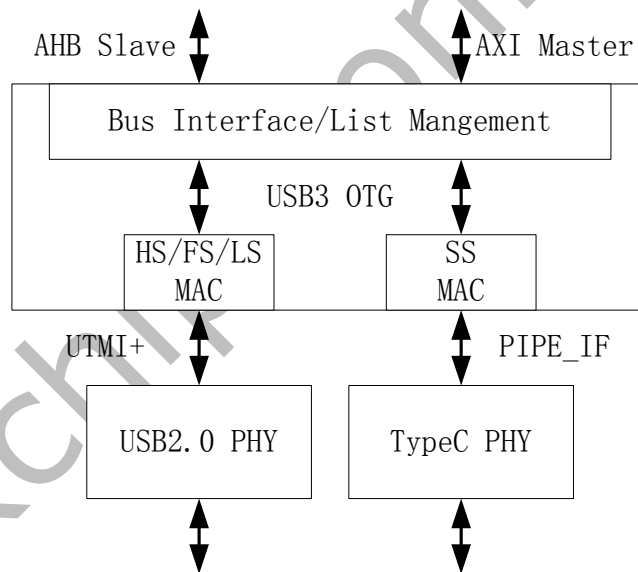 AHB Slave
AXI Master
Bus Interface/List Mangement
USB3 OTG
HS/FS/LS
MAC
SS
MAC
UTMI+
PIPE_IF
USB2.0 PHY
TypeC PHY